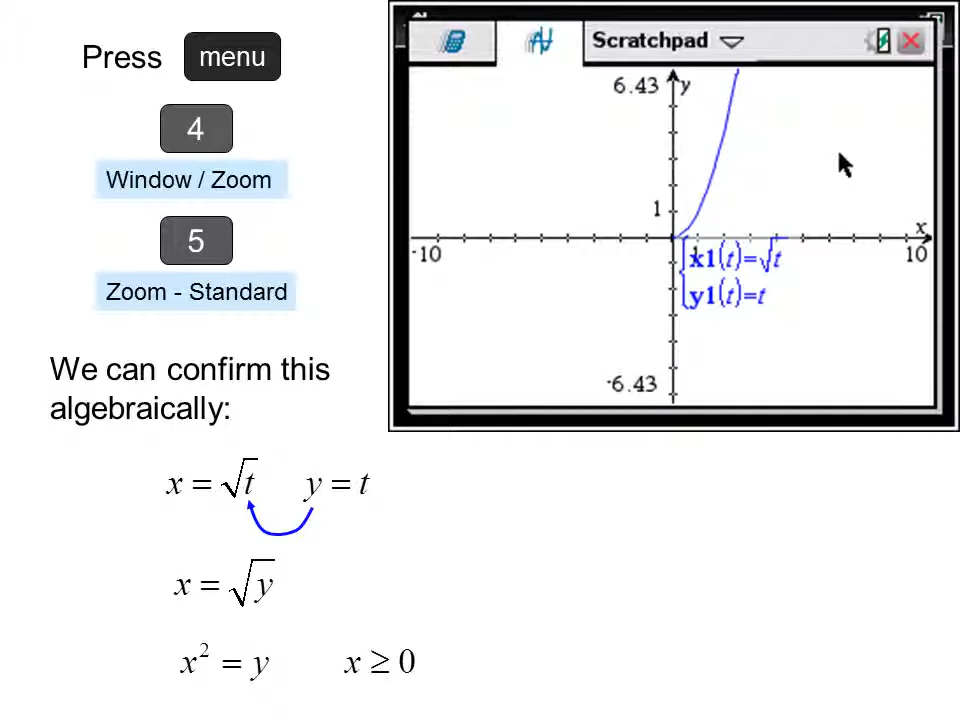 Press menu
4
Window / Zoom
5
Zoom - Standard
We can confirm this
algebraically:
x = √t y = t
x = √y
x² = y x ≥ 0
Scratchpad
6.43 y
1
x
-10 1 10
x1(t)=√t
y1(t)=t
-6.43